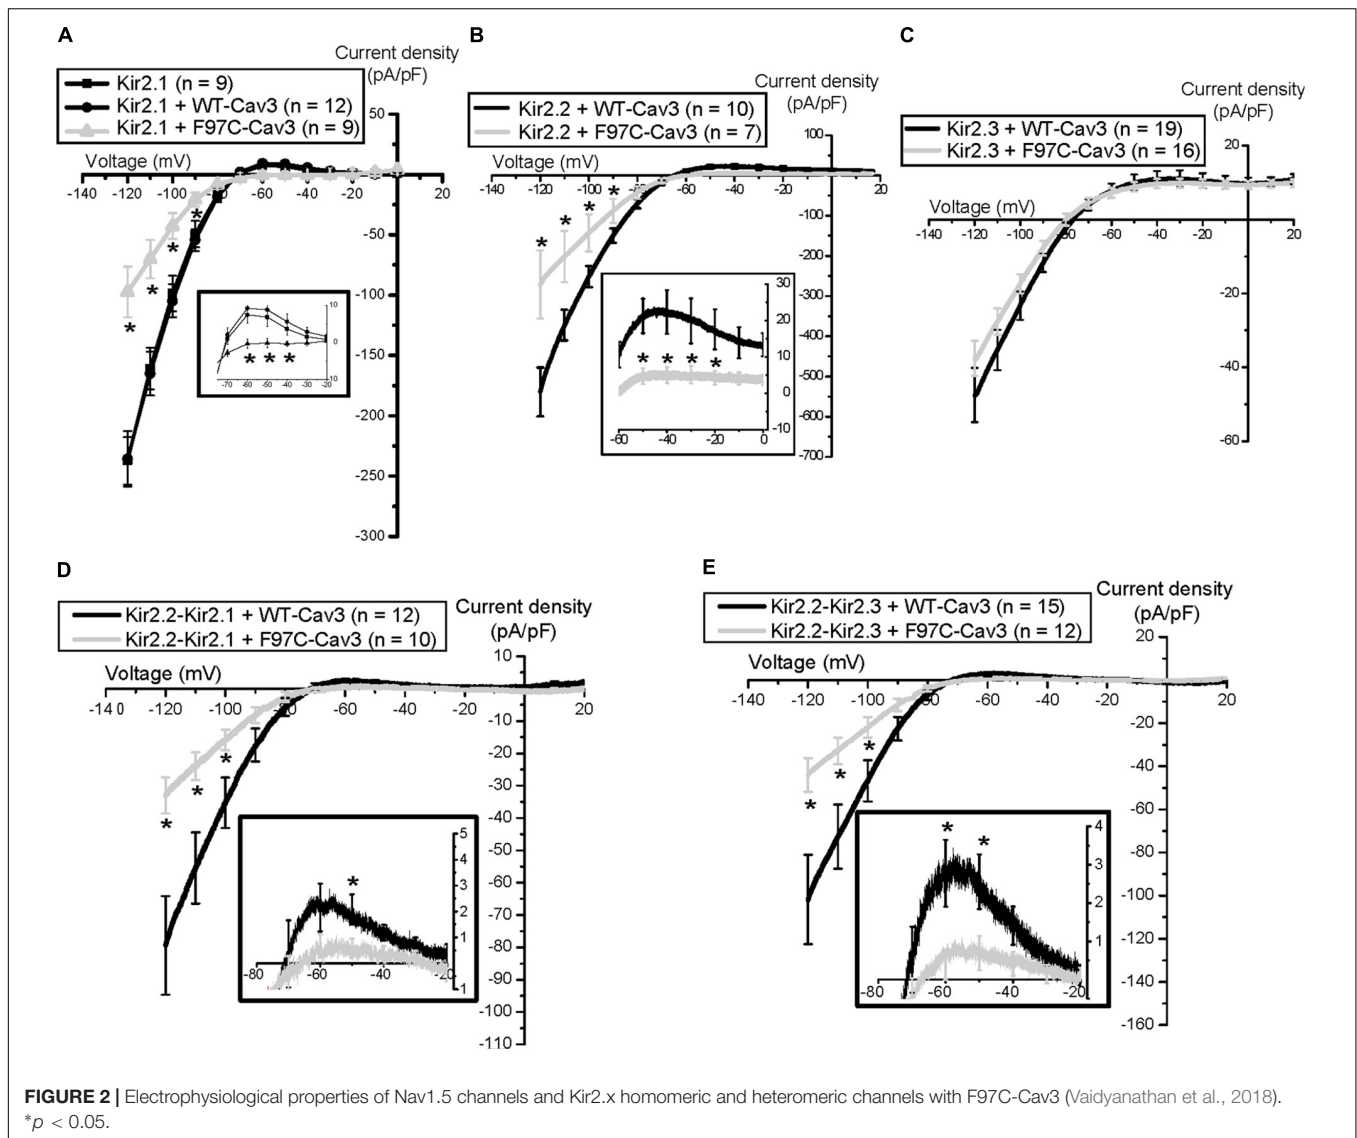 A
Current density
(pA/pF)
Kir2.1 (n = 9)
Kir2.1 + WT-Cav3 (n = 12)
Kir2.1 + F97C-Cav3 (n = 9)
Voltage (mV)
50
-140 -120 -100 -80 -60 -40 -20 20
-50
-100
-150
-200
-250
-300
*
*
*
*
10
0
10
-70 -60 -50 -40 -30 -20
* * *
B
Current density
(pA/pF)
Kir2.2 + WT-Cav3 (n = 10)
Kir2.2 + F97C-Cav3 (n = 7)
Voltage (mV)
100
-140 -120 -100 -80 -60 -40 -20 20
-100
-200
-300
-400
-500
-600
-700
*
*
*
*
30
20
10
0
-10
-60 -40 -20 0
* * * *
C
Current density
(pA/pF)
Kir2.3 + WT-Cav3 (n = 19)
Kir2.3 + F97C-Cav3 (n = 16)
Voltage (mV)
20
-140 -120 -100 -80 -60 -40 -20 20
-20
-40
-60
D
Current density
(pA/pF)
Kir2.2-Kir2.1 + WT-Cav3 (n = 12)
Kir2.2-Kir2.1 + F97C-Cav3 (n = 10)
Voltage (mV)
10
-140 -120 -100 -80 -60 -40 -20 20
-10
-20
-30
-40
-50
-60
-70
-80
-90
-100
-110
*
*
*
5
4
3
2
1
1
-80 -60 -40 -20
*
E
Current density
(pA/pF)
Kir2.2-Kir2.3 + WT-Cav3 (n = 15)
Kir2.2-Kir2.3 + F97C-Cav3 (n = 12)
Voltage (mV)
20
-140 -120 -100 -80 -60 -40 -20 20
-20
-40
-60
-80
-100
-120
-140
-160
*
*
*
4
3
2
1
-80 -60 -40 -20
* *
FIGURE 2 | Electrophysiological properties of Nav1.5 channels and Kir2.x homomeric and heteromeric channels with F97C-Cav3 (Vaidyanathan et al., 2018).
*p < 0.05.